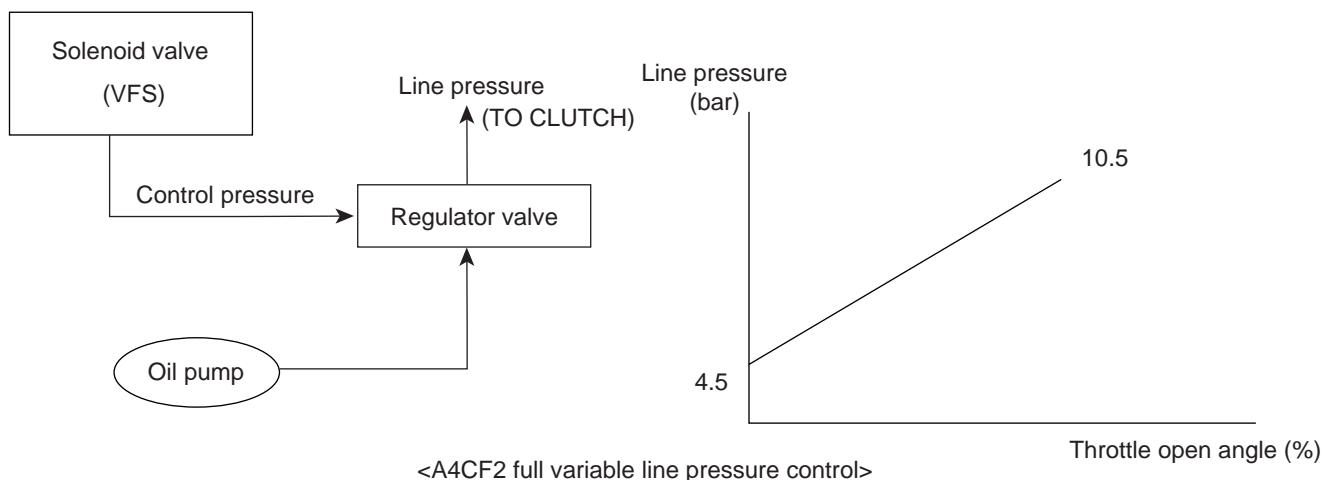 Solenoid valve
(VFS)
Line pressure
(TO CLUTCH)
Control pressure
Regulator valve
Oil pump
Line pressure
(bar)
10.5
4.5
Throttle open angle (%)
<A4CF2 full variable line pressure control>